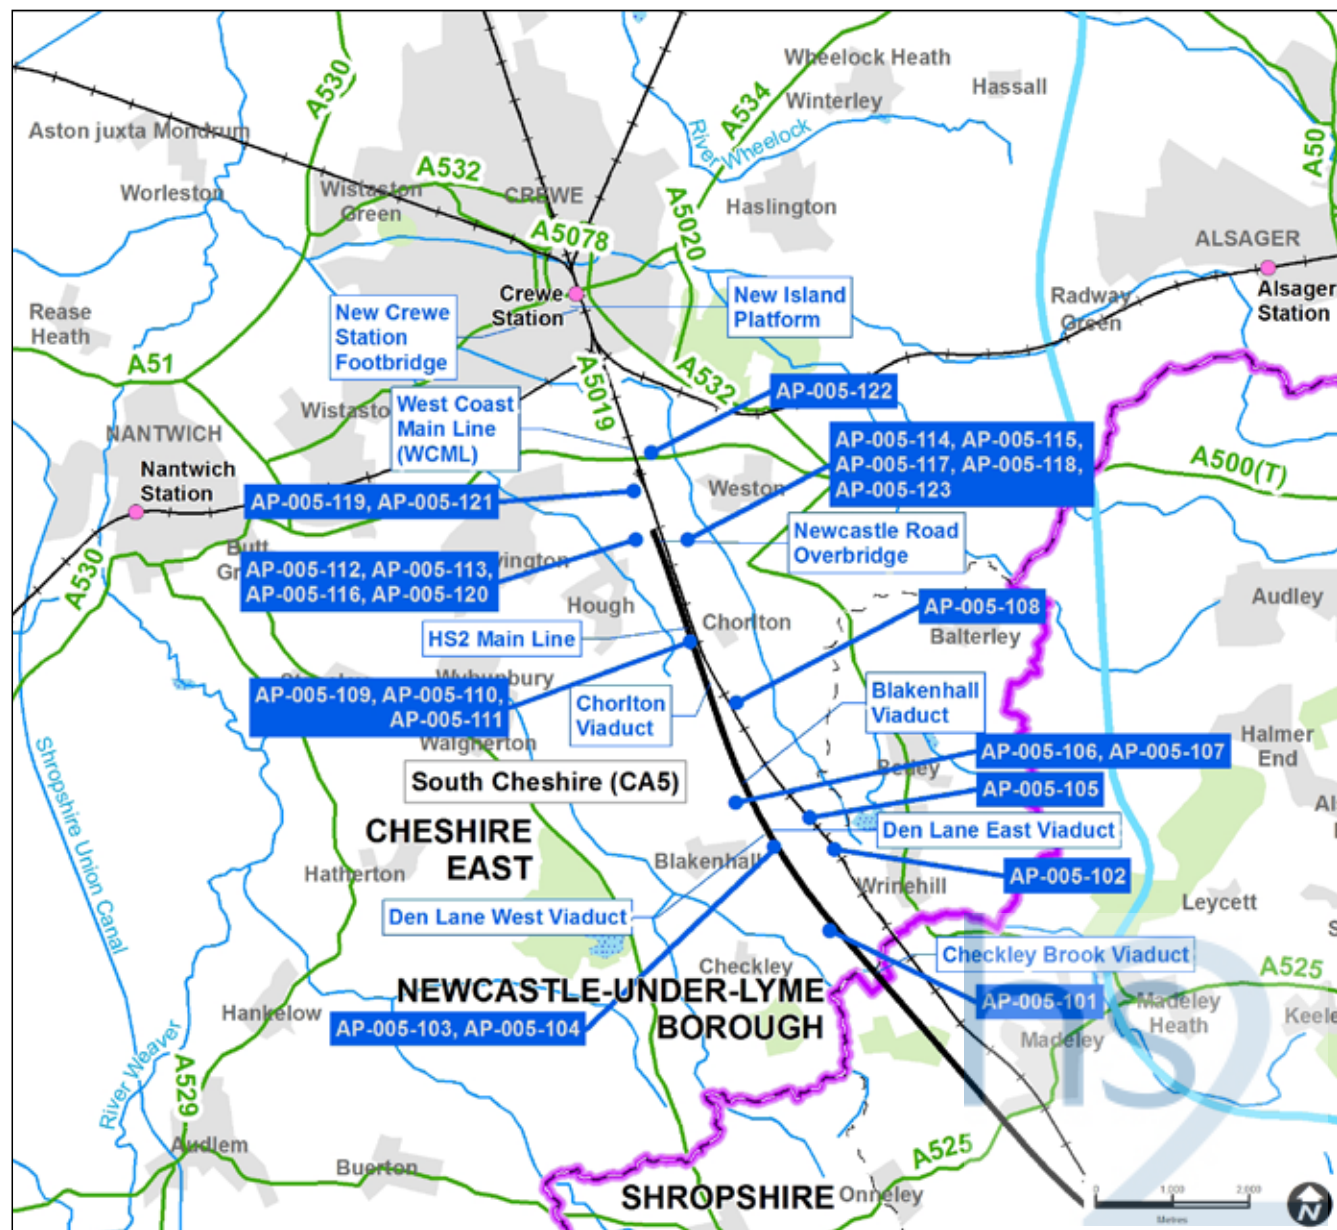 Wheelock Heath
Hassall
Winterley
A530
A534
A50
River Wheelock
Aston juxta Mondrum
Worleston
Wistaston
Green
A532
CREWE
A5020
Haslington
A5078
ALSAGER
Alsager
Station
Crewe
Station
New Island
Platform
Radway
Green
Rease
Heath
New Crewe
Station
Footbridge
A51
A5019
A532
AP-005-122
West Coast
Main Line
(WCML)
NANTWICH
Nantwich
Station
AP-005-114, AP-005-115,
AP-005-117, AP-005-118,
AP-005-123
A500(T)
AP-005-119, AP-005-121
Weston
Newcastle Road
Overbridge
A530
AP-005-112, AP-005-113,
AP-005-116, AP-005-120
Hough
Chorlton
AP-005-108
Balterley
Audley
HS2 Main Line
AP-005-109, AP-005-110,
AP-005-111
Chorlton
Viaduct
Blakenhall
Viaduct
Walgherton
Halmer
End
AP-005-106, AP-005-107
AP-005-105
South Cheshire (CA5)
Shropshire Union Canal
CHESHIRE
EAST
Den Lane East Viaduct
Blakenhall
Hatherton
AP-005-102
Wrinehill
Leycett
Den Lane West Viaduct
Checkley Brook Viaduct
Checkley
A525
NEWCASTLE-UNDER-LYME
BOROUGH
AP-005-101
Madeley
Heath
Hankelow
AP-005-103, AP-005-104
Madeley
River Weaver
A529
hs2
Audlem
Buerton
A525
SHROPSHIRE
Onneley
0 1,000 2,000
Metres
N